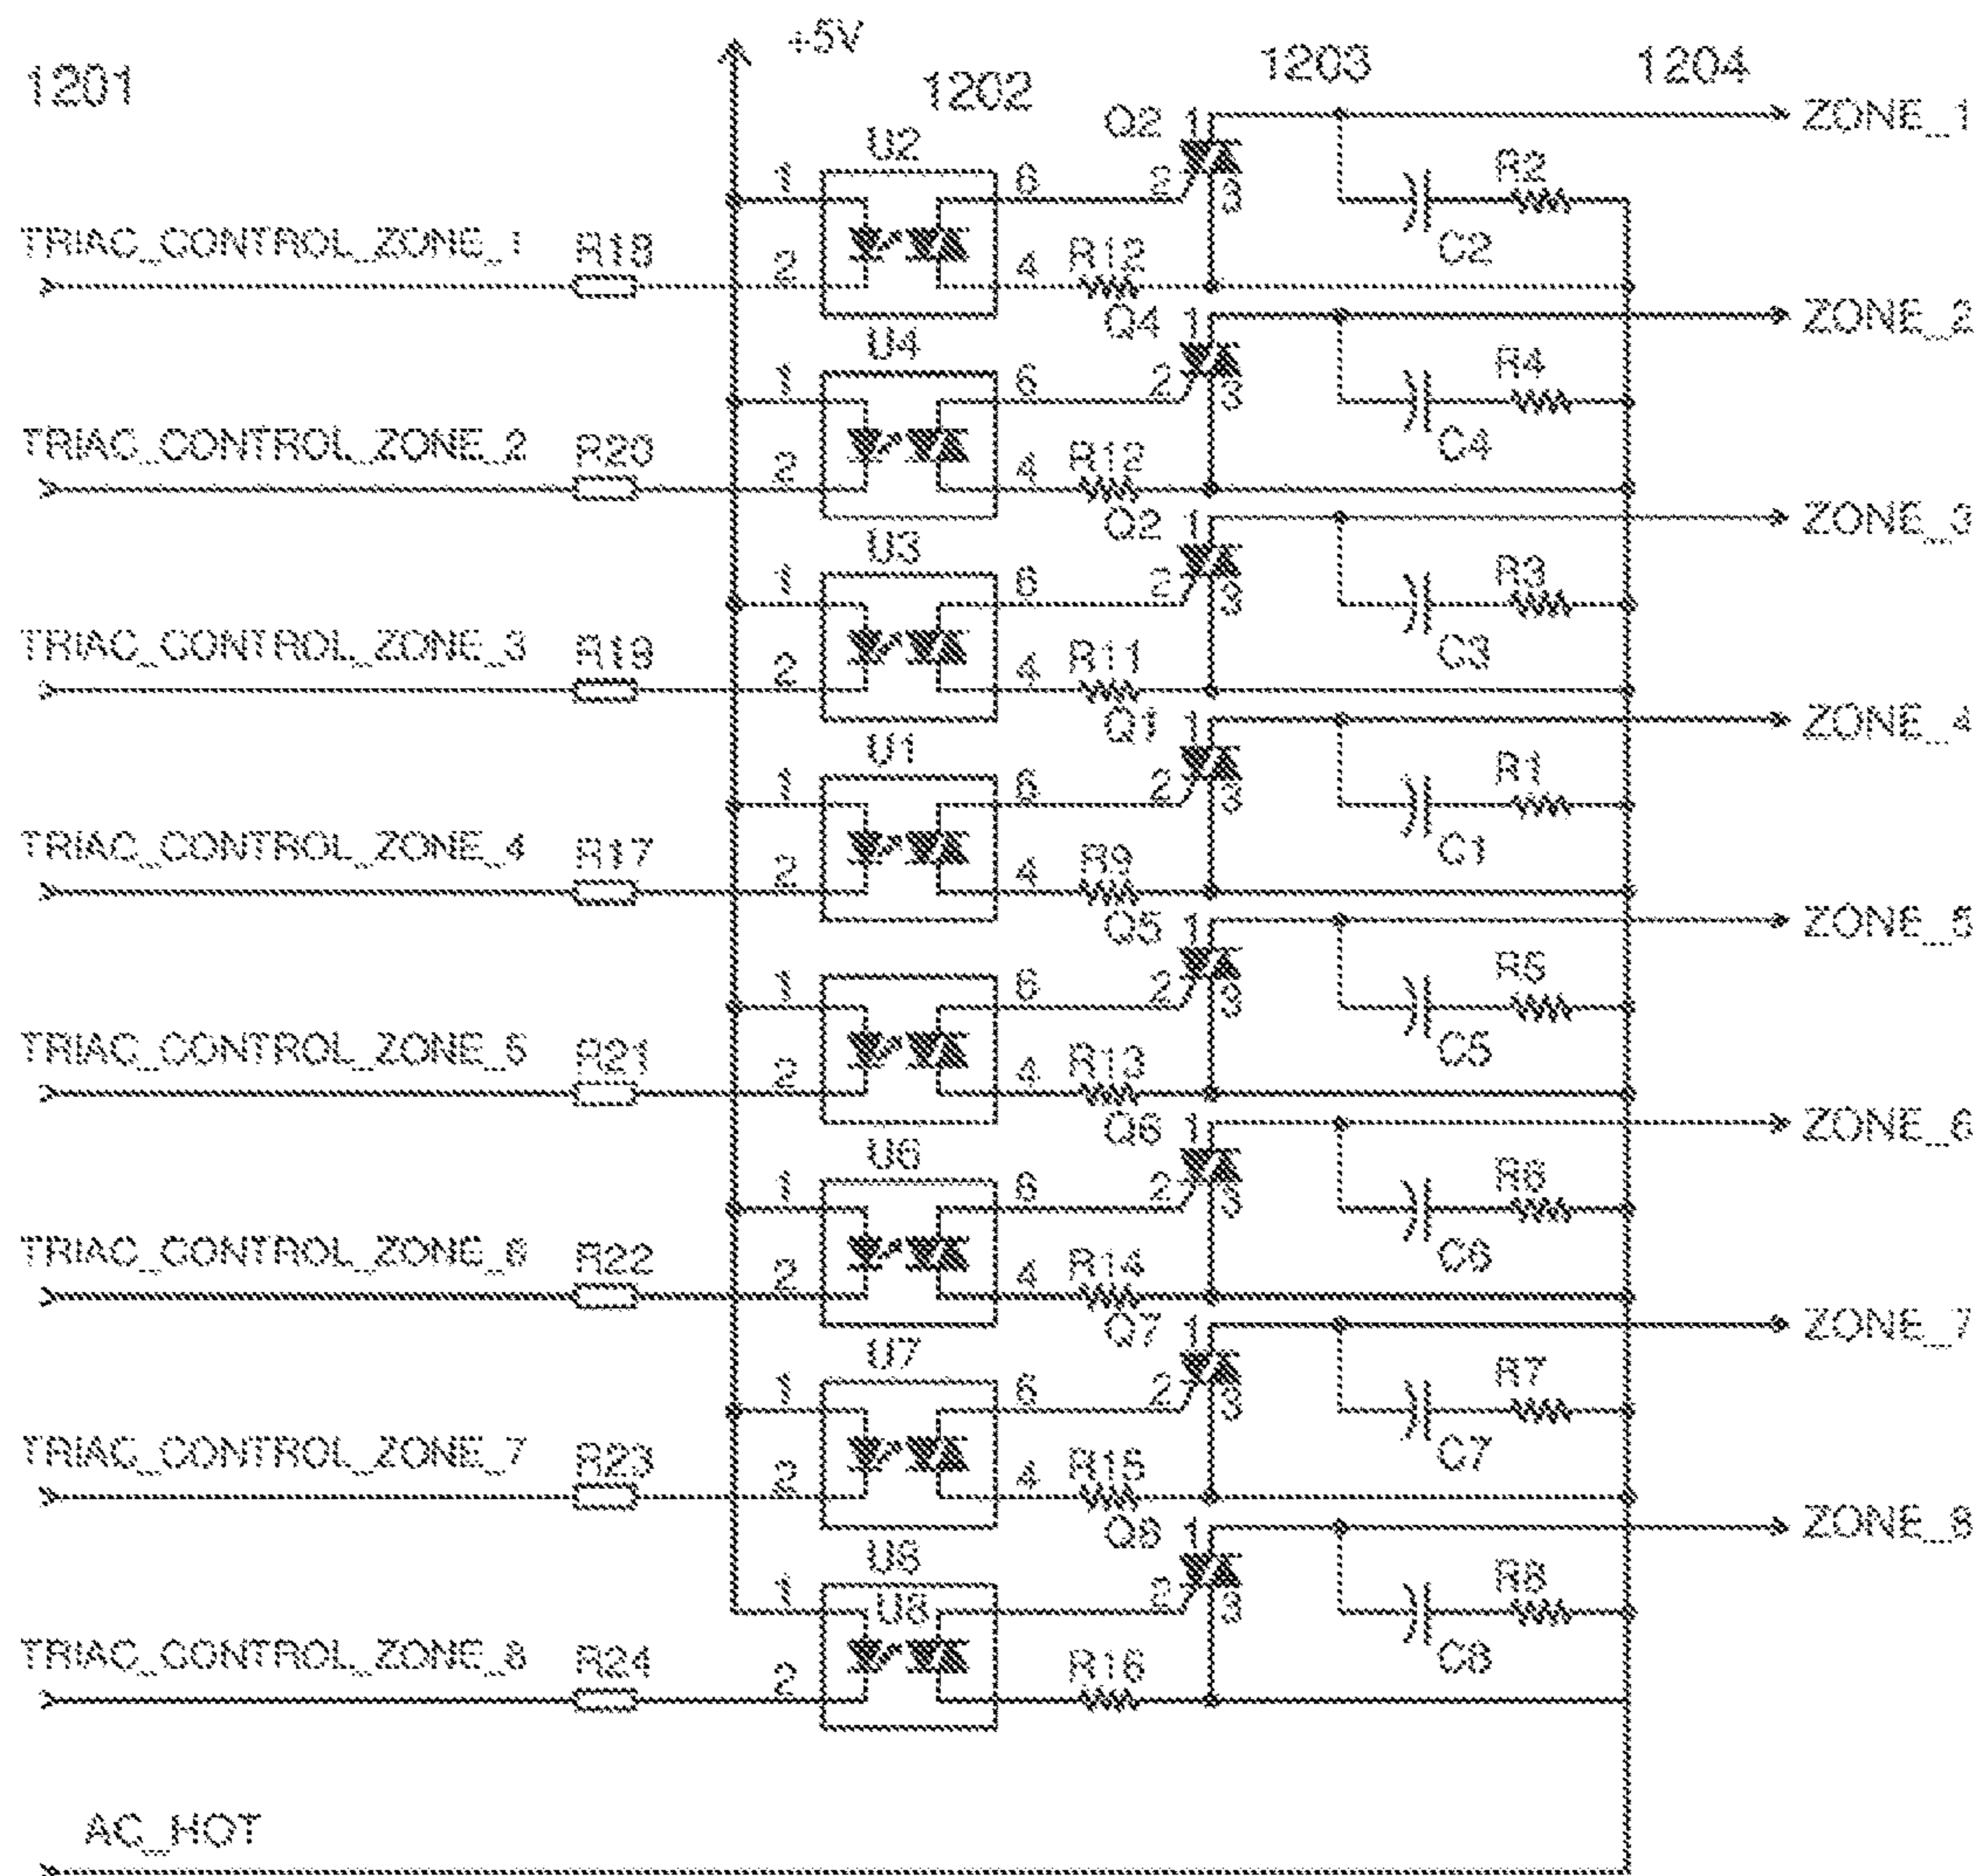 +5V
1201
1202
1203
1204
U2
Q2
1
ZONE_1
1
6
2
3
R2
TRIAC_CONTROL_ZONE_1
R18
2
4
R12
C2
U4
Q4
1
ZONE_2
1
6
2
3
R4
TRIAC_CONTROL_ZONE_2
R20
2
4
R12
C4
U3
Q2
1
ZONE_3
1
6
2
3
R3
TRIAC_CONTROL_ZONE_3
R19
2
4
R11
C3
U1
Q1
1
ZONE_4
1
6
2
3
R1
TRIAC_CONTROL_ZONE_4
R17
2
4
R9
C1
Q5
1
ZONE_5
1
6
2
3
R5
TRIAC_CONTROL_ZONE_5
R21
2
4
R13
C5
U6
Q6
1
ZONE_6
1
6
2
3
R6
TRIAC_CONTROL_ZONE_6
R22
2
4
R14
C6
U7
Q7
1
ZONE_7
1
6
2
3
R7
TRIAC_CONTROL_ZONE_7
R23
2
4
R15
C7
U8
Q8
1
ZONE_8
1
U8
2
3
R8
TRIAC_CONTROL_ZONE_8
R24
2
R16
C8
AC_HOT